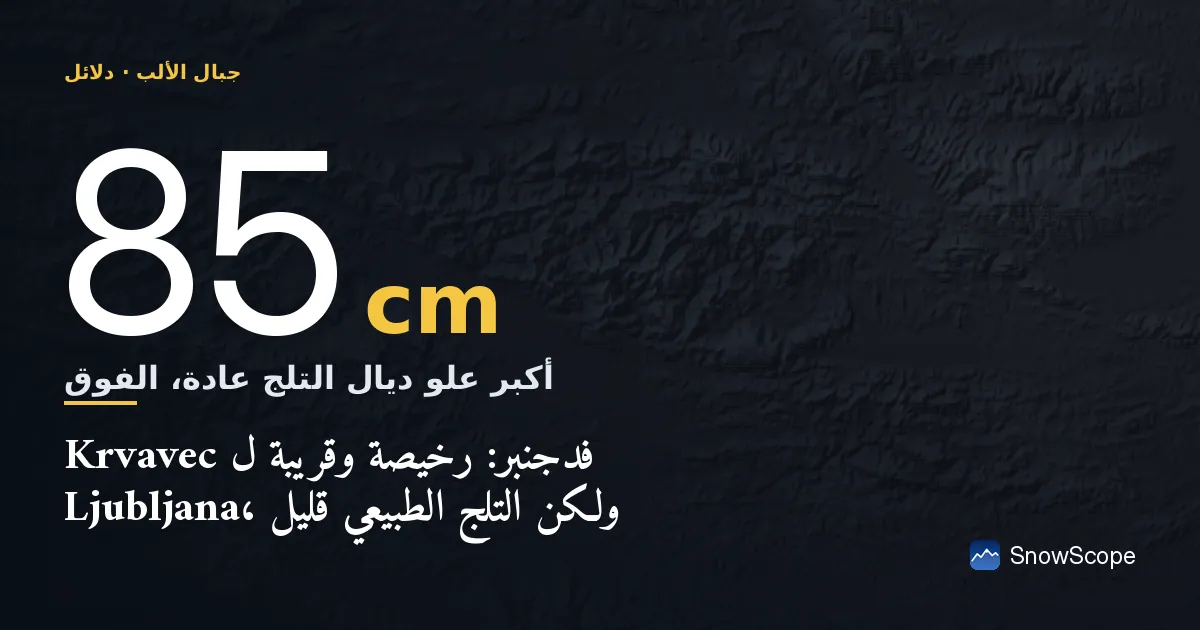 جبال الألب · دلائل
85 cm
أكبر علو ديال التلج عادة، الفوق
Krvavec فدجنبر: رخيصة وقريبة ل
Ljubljana، ولكن التلج الطبيعي قليل
SnowScope